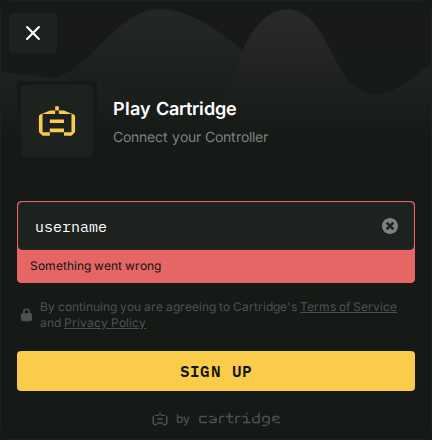 Play Cartridge
Connect your Controller
username
Something went wrong
By continuing you are agreeing to Cartridge's Terms of Service
and Privacy Policy
SIGN UP
by cartridge